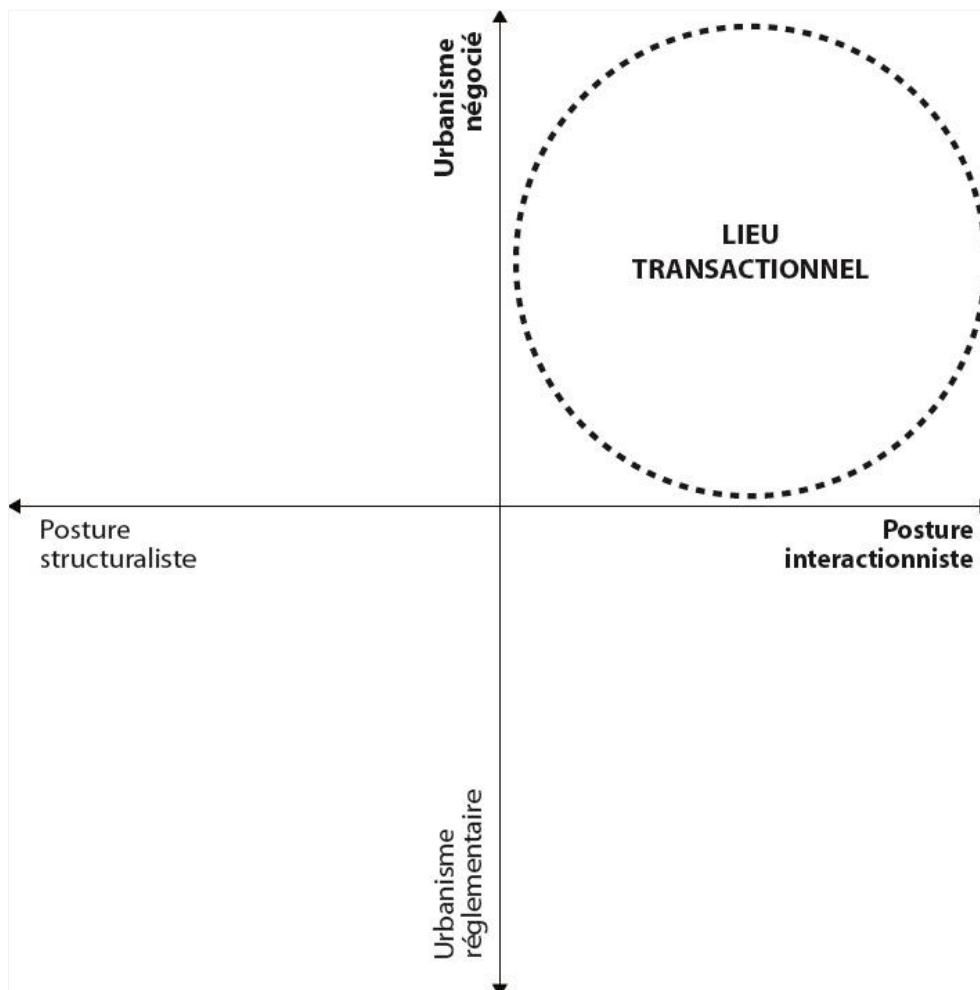 Urbanisme
négocié
LIEU
TRANSACTIONNEL
Posture
structuraliste
Posture
interactionniste
Urbanisme
réglementaire